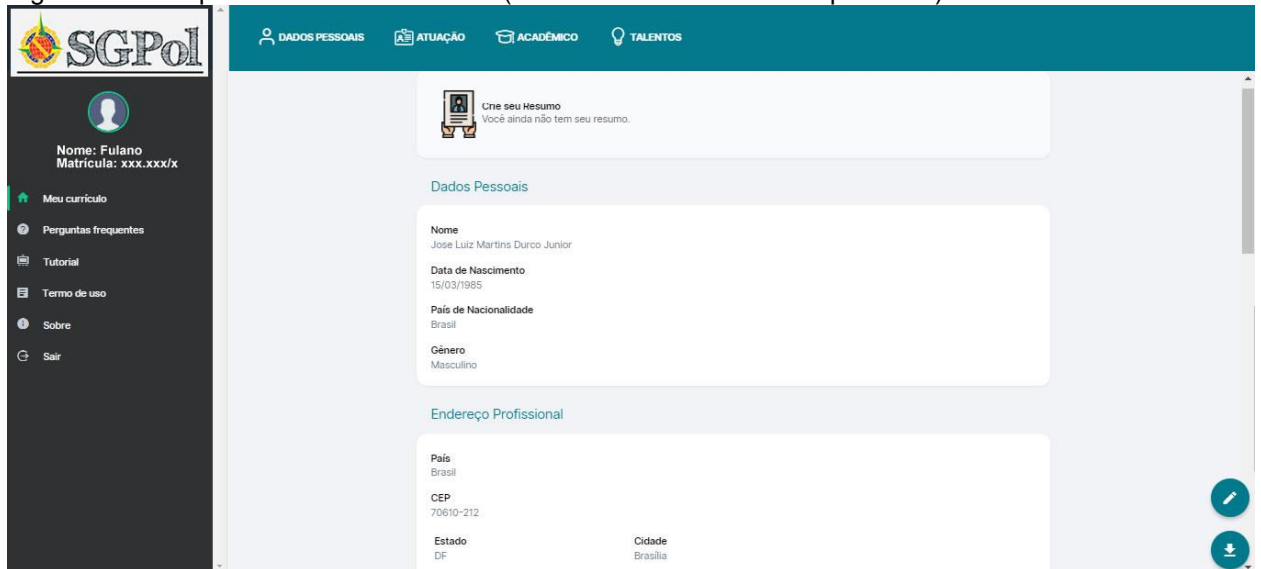 SGPol
DADOS PESSOAIS
ATUAÇÃO
ACADÊMICO
TALENTOS
Nome: Fulano
Matrícula: xxx.xxx/x
Meu currículo
Perguntas frequentes
Tutorial
Termo de uso
Sobre
Sair
Crie seu Resumo
Você ainda não tem seu resumo.
Dados Pessoais
Nome
Jose Luiz Martins Durco Junior
Data de Nascimento
15/03/1985
País de Nacionalidade
Brasil
Gênero
Masculino
Endereço Profissional
País
Brasil
CEP
70610-212
Estado Cidade
DF Brasília